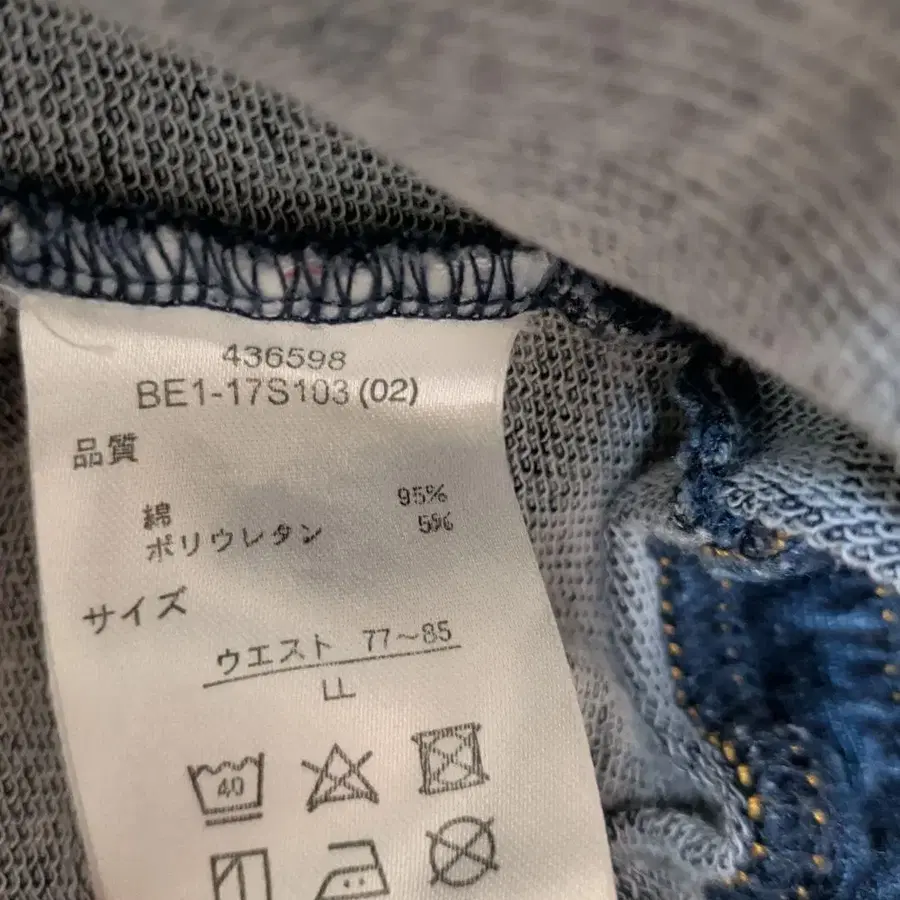 436598
BE1-17S103 (02)
品質
綿 95%
ポリウレタン 5%
サイズ
ウエスト 77～85
LL
40